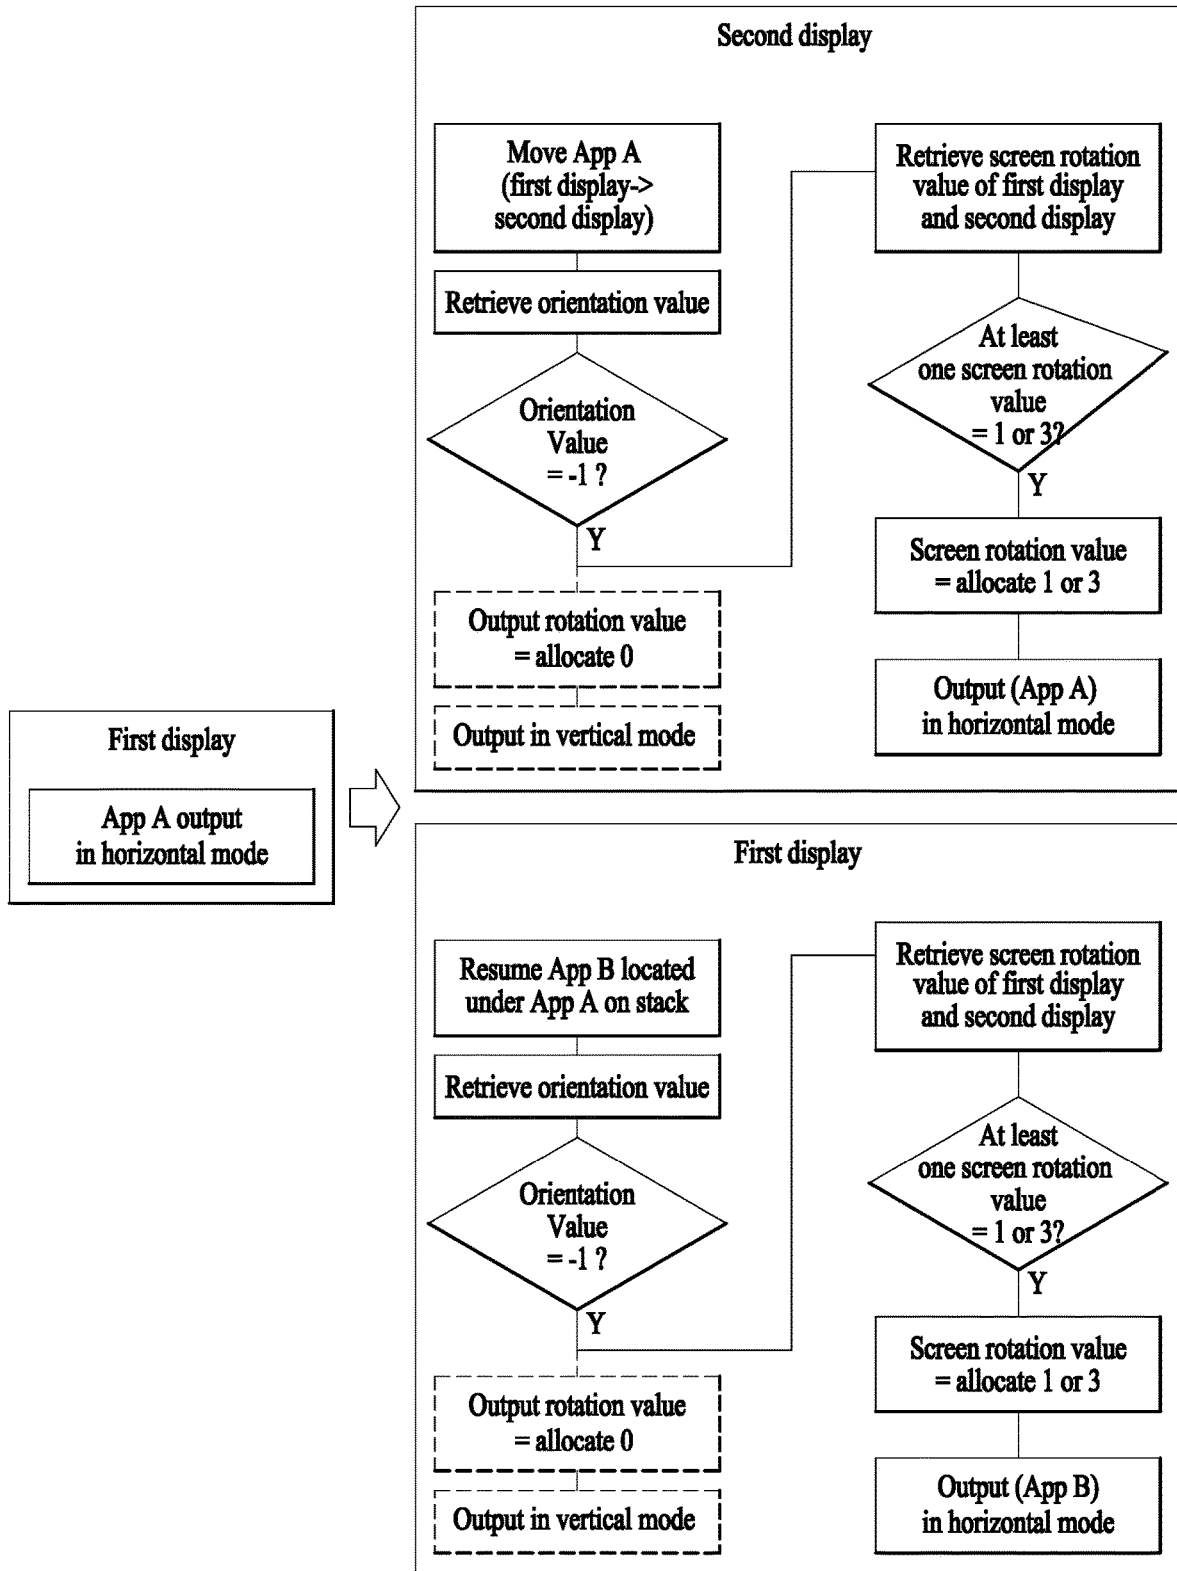 Second display
Move App A
(first display->
second display)
Retrieve orientation value
Orientation
Value
= -1 ?
Y
Output rotation value
= allocate 0
Output in vertical mode
Retrieve screen rotation
value of first display
and second display
At least
one screen rotation
value
= 1 or 3?
Y
Screen rotation value
= allocate 1 or 3
Output (App A)
in horizontal mode
First display
App A output
in horizontal mode
First display
Resume App B located
under App A on stack
Retrieve orientation value
Orientation
Value
= -1 ?
Y
Output rotation value
= allocate 0
Output in vertical mode
Retrieve screen rotation
value of first display
and second display
At least
one screen rotation
value
= 1 or 3?
Y
Screen rotation value
= allocate 1 or 3
Output (App B)
in horizontal mode